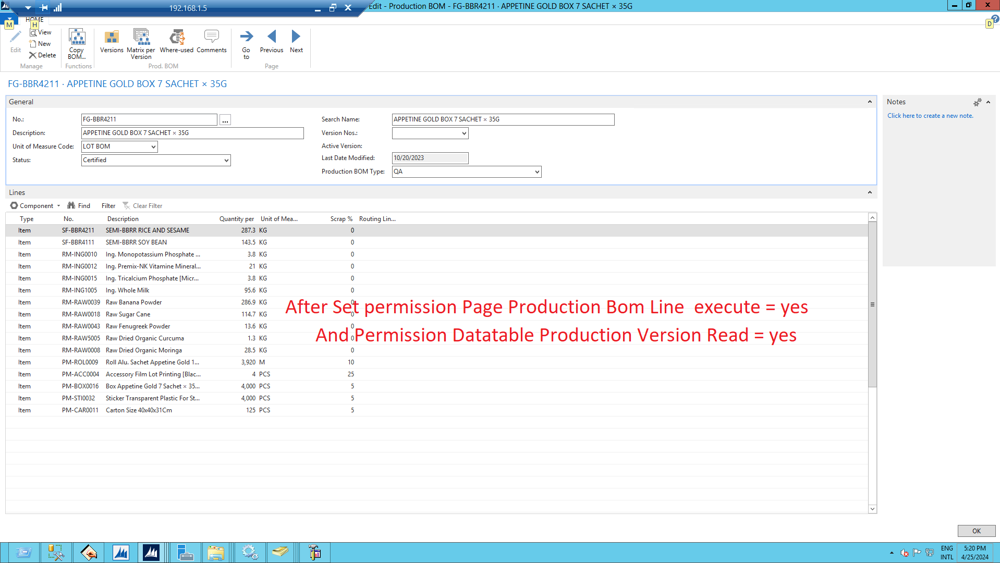 192.168.1.5
Edit - Production BOM - FG-BBR4211 · APPETINE GOLD BOX 7 SACHET × 35G
HOME
M
H
D
Edit
View
New
Delete
Manage
Copy BOM...
Functions
Versions
Matrix per Version
Where-used
Comments
Prod. BOM
Go to
Previous
Next
Page
FG-BBR4211 · APPETINE GOLD BOX 7 SACHET × 35G
General
No.: FG-BBR4211 ...
Description: APPETINE GOLD BOX 7 SACHET × 35G
Unit of Measure Code: LOT BOM
Status: Certified
Search Name: APPETINE GOLD BOX 7 SACHET × 35G
Version Nos.:
Active Version:
Last Date Modified: 10/20/2023
Production BOM Type: QA
Notes
Click here to create a new note.
Lines
Component Find Filter Clear Filter
Type No. Description Quantity per Unit of Mea... Scrap % Routing Lin...
Item SF-BBR4211 SEMI-BBRR RICE AND SESAME 287.3 KG 0
Item SF-BBR4111 SEMI-BBRR SOY BEAN 143.5 KG 0
Item RM-ING0010 Ing. Monopotassium Phosphate ... 3.8 KG 0
Item RM-ING0012 Ing. Premix-NK Vitamine Mineral... 21 KG 0
Item RM-ING0015 Ing. Tricalcium Phosphate [Micr... 3.8 KG 0
Item RM-ING1005 Ing. Whole Milk 95.6 KG 0
Item RM-RAW0039 Raw Banana Powder 286.9 KG 0
Item RM-RAW0018 Raw Sugar Cane 114.7 KG 0
Item RM-RAW0043 Raw Fenugreek Powder 13.6 KG 0
Item RM-RAW5005 Raw Dried Organic Curcuma 1.3 KG 0
Item RM-RAW0008 Raw Dried Organic Moringa 28.5 KG 0
Item PM-ROL0009 Roll Alu. Sachet Appetine Gold 1... 3,920 M 10
Item PM-ACC0004 Accessory Film Lot Printing [Blac... 4 PCS 25
Item PM-BOX0016 Box Appetine Gold 7 Sachet × 35... 4,000 PCS 5
Item PM-STI0032 Sticker Transparent Plastic For St... 4,000 PCS 5
Item PM-CAR0011 Carton Size 40x40x31Cm 125 PCS 5
After Set permission Page Production Bom Line execute = yes
And Permission Datatable Production Version Read = yes
OK
ENG
INTL
5:20 PM
4/25/2024